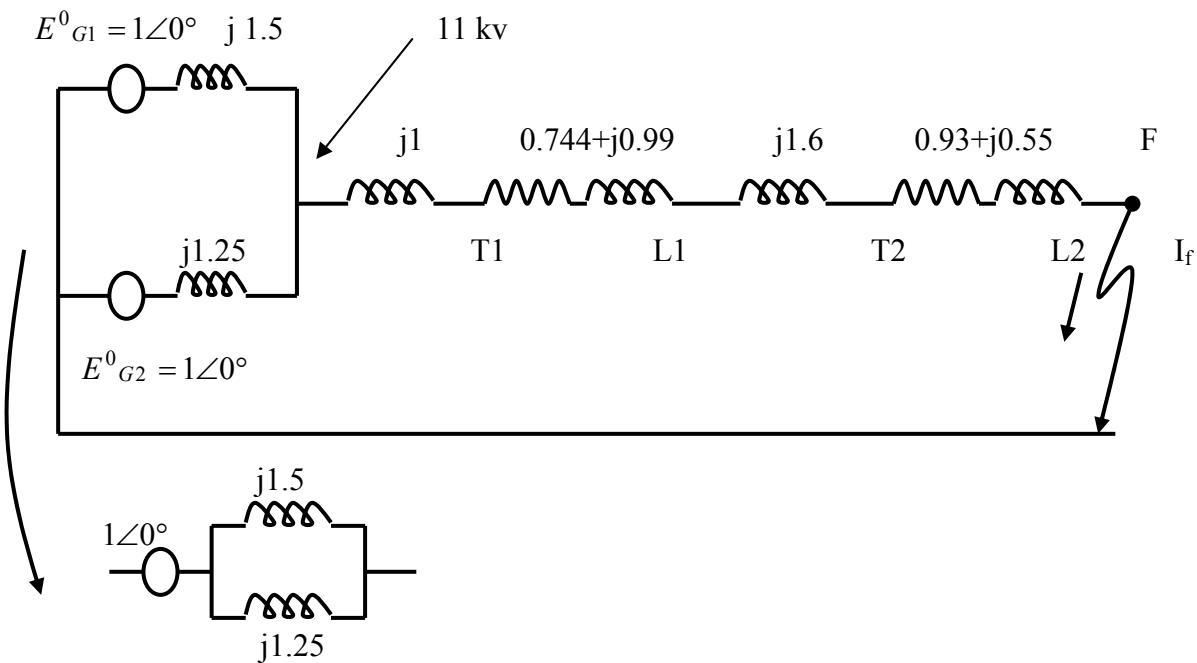 E⁰G1 = 1∠0° j 1.5 11 kv
j1 0.744+j0.99 j1.6 0.93+j0.55 F
j1.25 T1 L1 T2 L2 If
E⁰G2 = 1∠0°
j1.5
1∠0°
j1.25